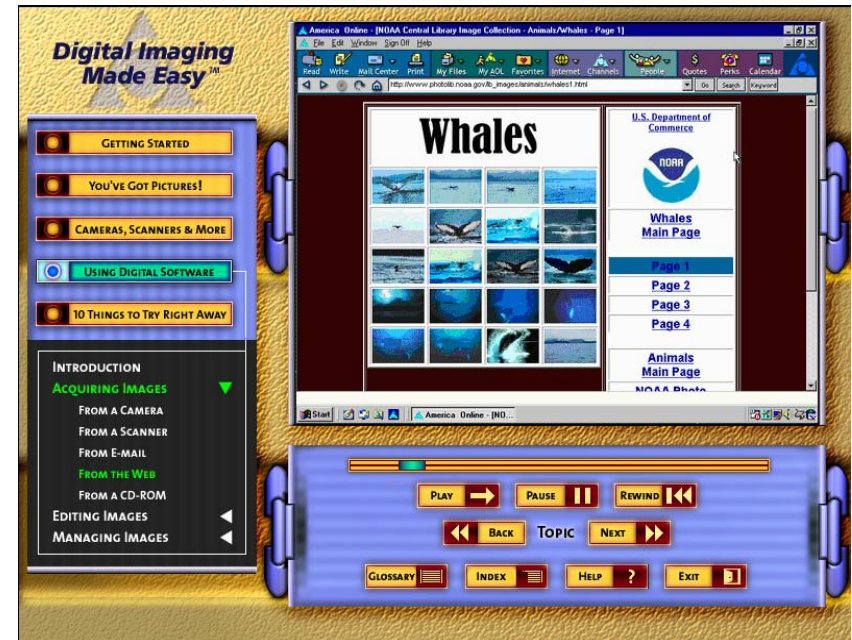 Digital Imaging
Made Easy™
GETTING STARTED
YOU'VE GOT PICTURES!
CAMERAS, SCANNERS & MORE
USING DIGITAL SOFTWARE
10 THINGS TO TRY RIGHT AWAY
INTRODUCTION
ACQUIRING IMAGES
FROM A CAMERA
FROM A SCANNER
FROM E-MAIL
FROM THE WEB
FROM A CD-ROM
EDITING IMAGES
MANAGING IMAGES
America Online - [NOAA Central Library Image Collection - Animals/Whales - Page 1]
File Edit Window Sign Off Help
Read Write Mail Center Print My Files My AOL Favorites Internet Channels People Quotes Perks Calendar
http://www.photolib.noaa.gov/lb_images/animals/whales1.html Go Search Keyword
Whales
U.S. Department of
Commerce
NOAA
Whales
Main Page
Page 1
Page 2
Page 3
Page 4
Animals
Main Page
NOAA Photo
Start America Online - [NO...
PLAY PAUSE REWIND
BACK TOPIC NEXT
GLOSSARY INDEX HELP ? EXIT